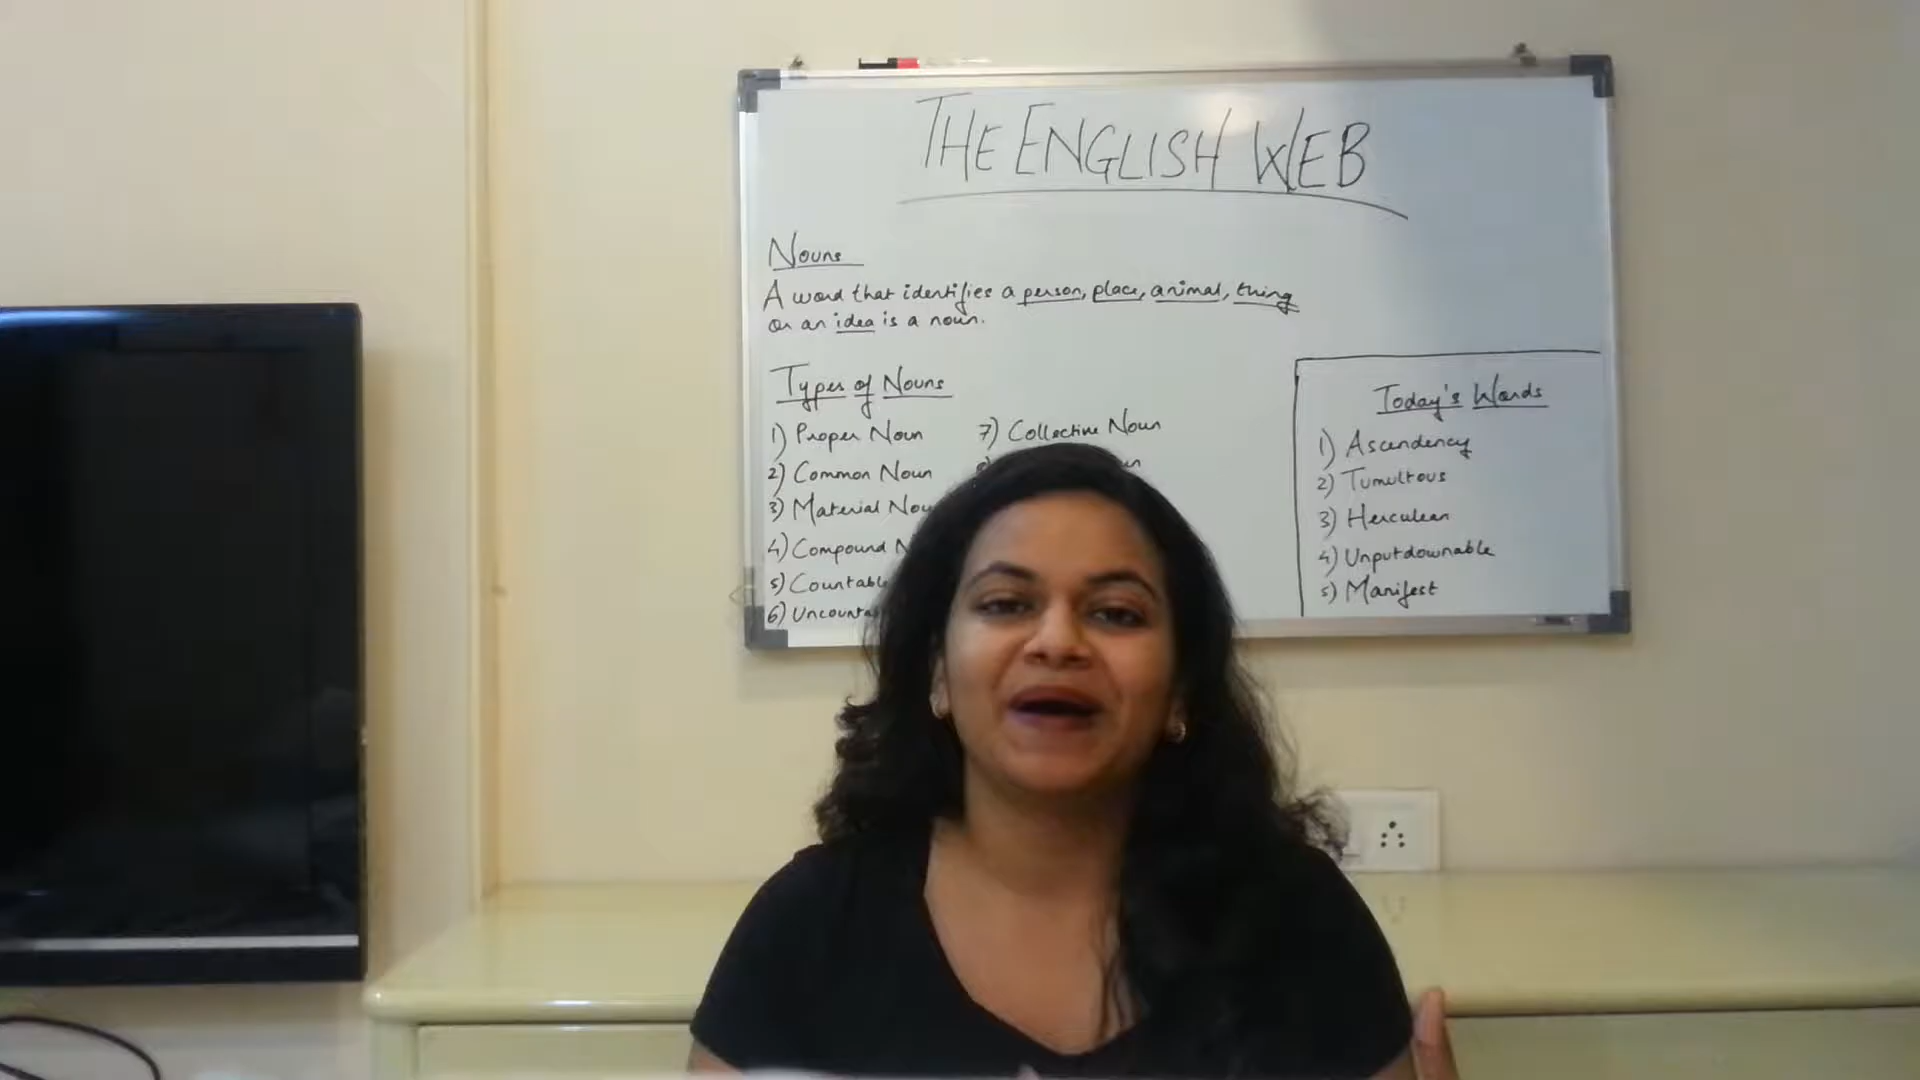 THE ENGLISH WEB
Nouns
A word that identifies a person, place, animal, thing
or an idea is a noun.
Types of Nouns
1) Proper Noun
2) Common Noun
3) Material
4) Compound
5) Countable
6)
7) Collective Noun
Today's Words
1) Ascendency
2) Tumultous
3) Herculean
4) Unputdownable
5) Manifest